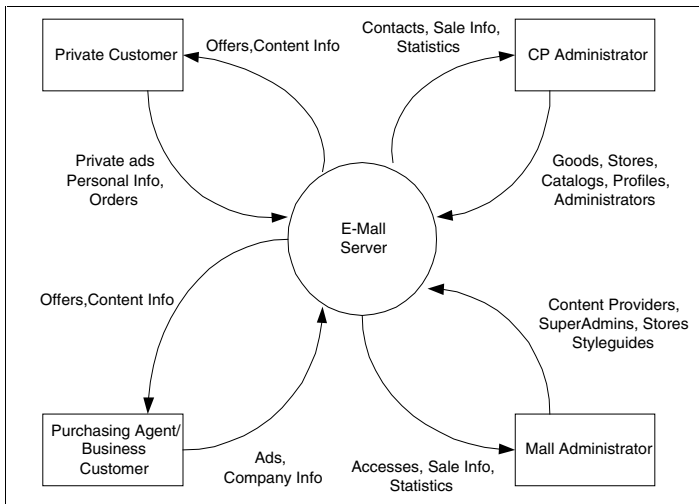 Private Customer
Offers,Content Info
Contacts, Sale Info,
Statistics
CP Administrator
Private ads
Personal Info,
Orders
Goods, Stores,
Catalogs, Profiles,
Administrators
E-Mall
Server
Offers,Content Info
Content Providers,
SuperAdmins, Stores
Styleguides
Purchasing Agent/
Business
Customer
Ads,
Company Info
Accesses, Sale Info,
Statistics
Mall Administrator